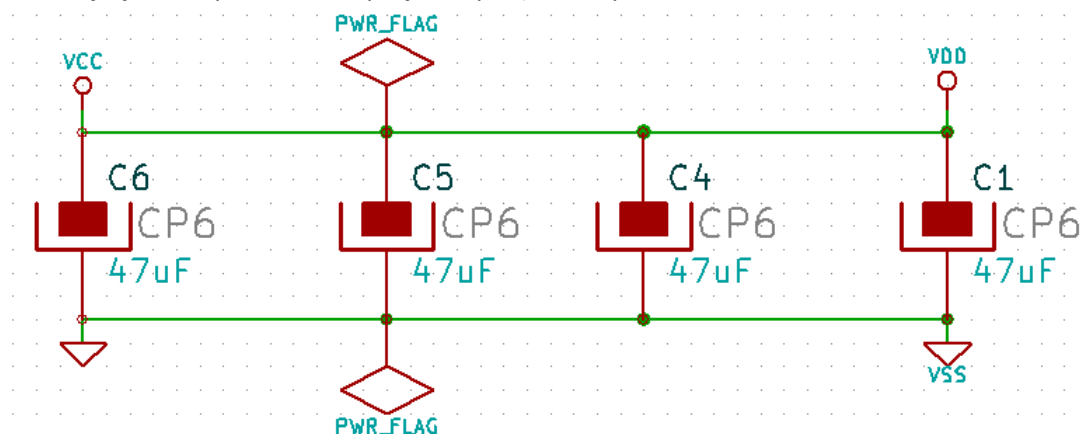 PWR_FLAG
VCC
VDD
C6
C5
C4
C1
CP6
CP6
CP6
CP6
47uF
47uF
47uF
47uF
VSS
PWR_FLAG